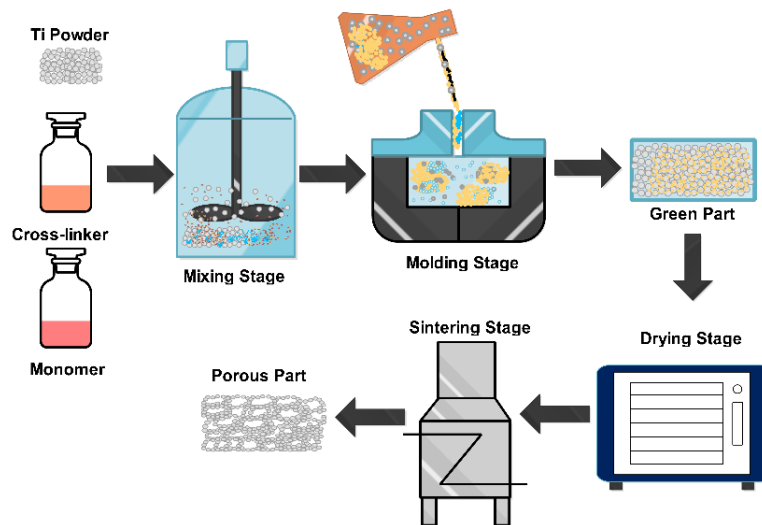 Ti Powder
Cross-linker
Monomer
Mixing Stage
Molding Stage
Green Part
Drying Stage
Sintering Stage
Porous Part